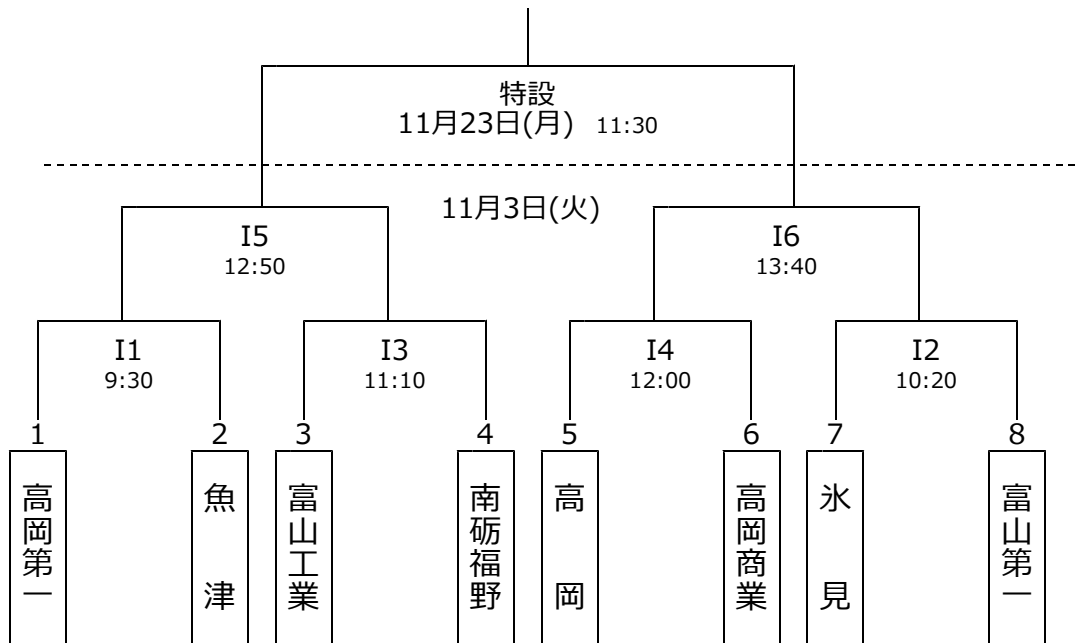 特設
11月23日(月) 11:30
11月3日(火)
I5
12:50
I6
13:40
I1
9:30
I3
11:10
I4
12:00
I2
10:20
1
2
3
4
5
6
7
8
高岡第一
魚津
富山工業
南砺福野
高岡
高岡商業
氷見
富山第一